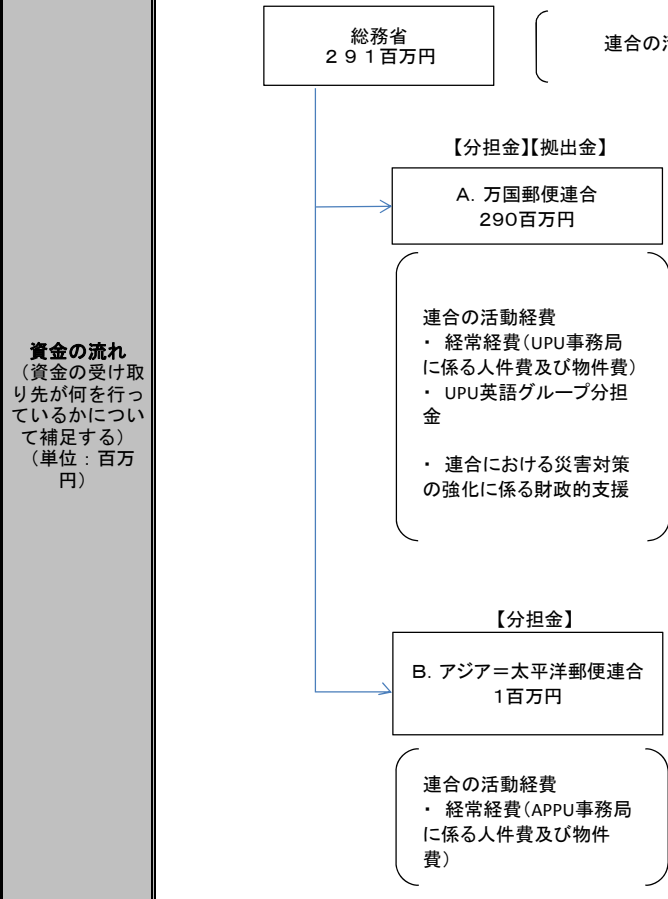 総務省
２９１百万円
連合の
【分担金】【拠出金】
Ａ．万国郵便連合
290百万円
連合の活動経費
・ 経常経費（UPU事務局
に係る人件費及び物件費）
・ UPU英語グループ分担
金
・ 連合における災害対策
の強化に係る財政的支援
資金の流れ
（資金の受け取
り先が何を行っ
ているかについ
て補足する）
（単位：百万
円）
【分担金】
Ｂ．アジア＝太平洋郵便連合
1百万円
連合の活動経費
・ 経常経費（APPU事務局
に係る人件費及び物件
費）